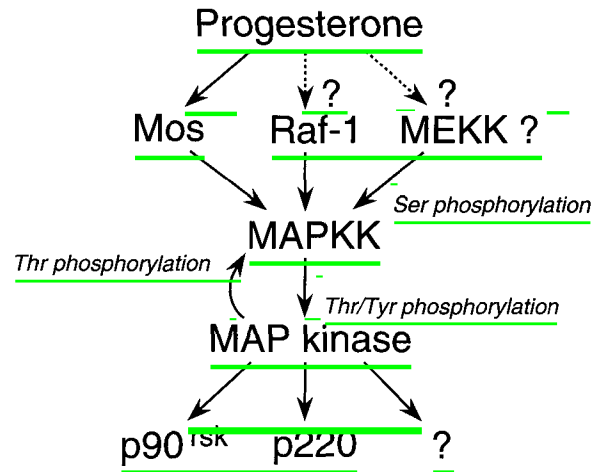 Progesterone
? ?
Mos Raf-1 MEKK ?
Ser phosphorylation
MAPKK
Thr phosphorylation
Thr/Tyr phosphorylation
MAP kinase
p90rsk p220 ?